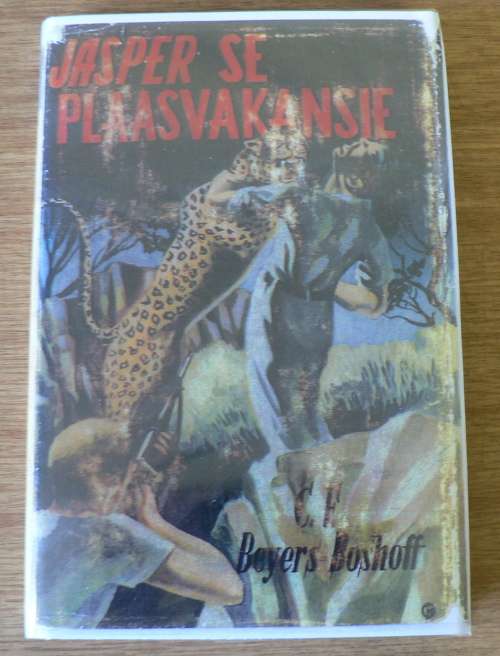 JASPER SE
PLAASVAKANSIE
C. F.
Beyers-Boshoff